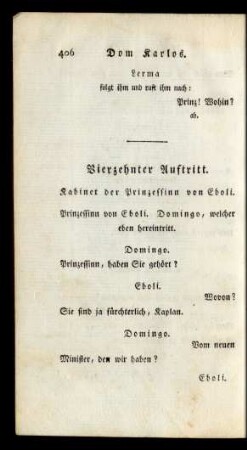 406 Dom Karlos.
Lerma
folgt ihm und ruft ihm nach:
Prinz! Wohin?
ab.
Vierzehnter Auftritt.
Kabinet der Prinzessinn von Eboli.
Prinzessinn von Eboli. Domingo, welcher
eben hereintritt.
Domingo.
Prinzessinn, haben Sie gehört?
Eboli.
Wovon?
Sie sind ja fürchterlich, Kaplan.
Domingo.
Vom neuen
Minister, den wir haben?
Eboli.